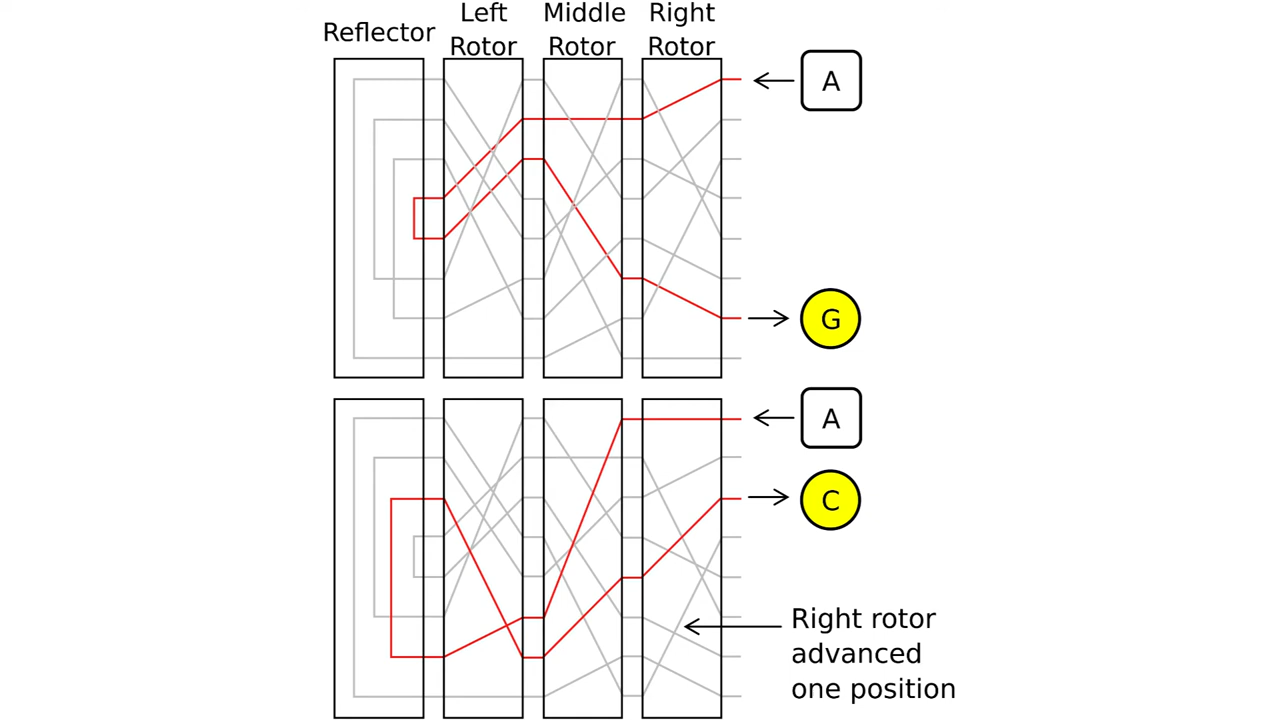 Reflector
Left
Rotor
Middle
Rotor
Right
Rotor
A
G
A
C
Right rotor
advanced
one position